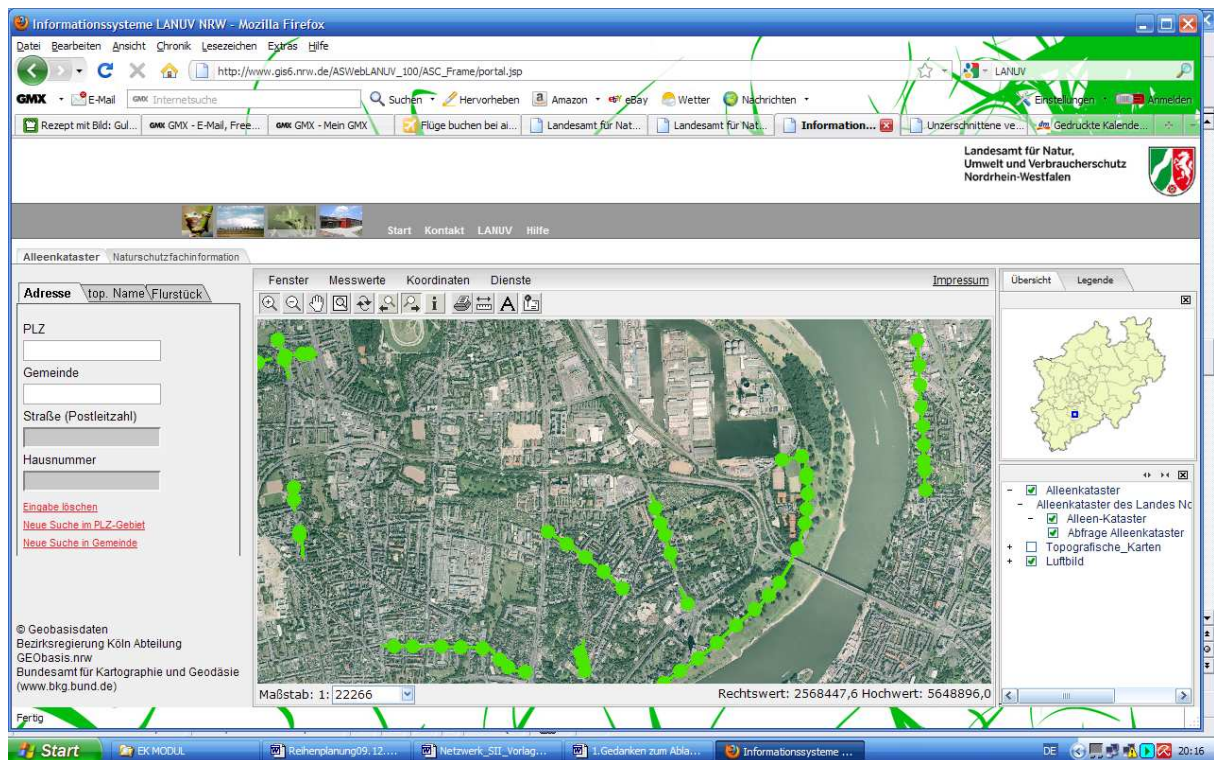 Informationssysteme LANUV NRW - Mozilla Firefox
Datei Bearbeiten Ansicht Chronik Lesezeichen Extras Hilfe
http://www.gis6.nrw.de/ASWebLANUV_100/ASC_Frame/portal.jsp
LANUV
GMX E-Mail GMX Internetsuche Suchen Hervorheben Amazon eBay Wetter Nachrichten Einstellungen Anmelden
Rezept mit Bild: Gul... GMX GMX - E-Mail, Free... GMX GMX - Mein GMX Flüge buchen bei ai... Landesamt für Nat... Landesamt für Nat... Information... Unzerschnittene ve... Gedruckte Kalende...
Landesamt für Natur,
Umwelt und Verbraucherschutz
Nordrhein-Westfalen
Start Kontakt LANUV Hilfe
Alleenkataster Naturschutzfachinformation
Adresse top. Name Flurstück
PLZ
Gemeinde
Straße (Postleitzahl)
Hausnummer
Eingabe löschen
Neue Suche im PLZ-Gebiet
Neue Suche in Gemeinde
© Geobasisdaten
Bezirksregierung Köln Abteilung
GEObasis.nrw
Bundesamt für Kartographie und Geodäsie
(www.bkg.bund.de)
Fenster Messwerte Koordinaten Dienste Impressum
Maßstab: 1: 22266
Rechtswert: 2568447,6 Hochwert: 5648896,0
Übersicht Legende
Alleenkataster
Alleenkataster des Landes No
Alleen-Kataster
Abfrage Alleenkataster
Topografische_Karten
Luftbild
Fertig
Start EK MODUL Reihenplanung09.12.... Netzwerk_SII_Vorlag... 1.Gedanken zum Abla... Informationssysteme ... DE 20:16